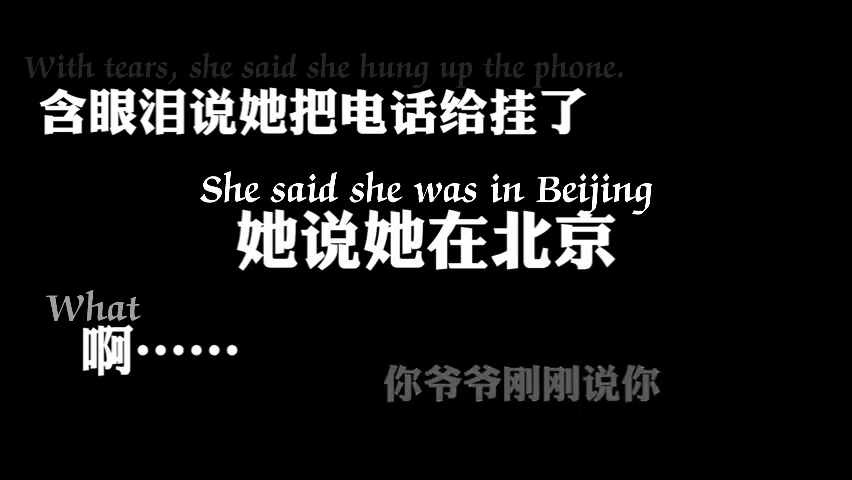 With tears, she said she hung up the phone.
含眼泪说她把电话给挂了
She said she was in Beijing
她说她在北京
What
啊……
你爷爷刚刚说你